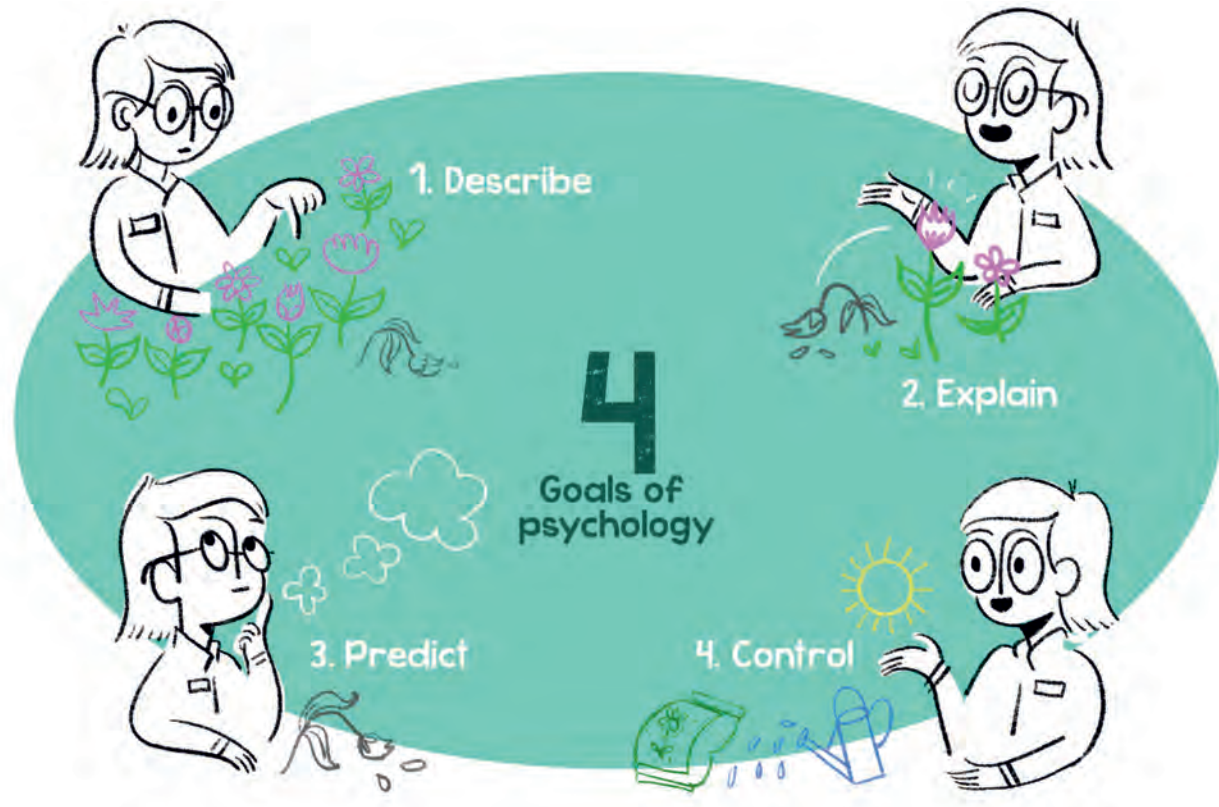 1. Describe
2. Explain
4
Goals of
psychology
3. Predict
4. Control